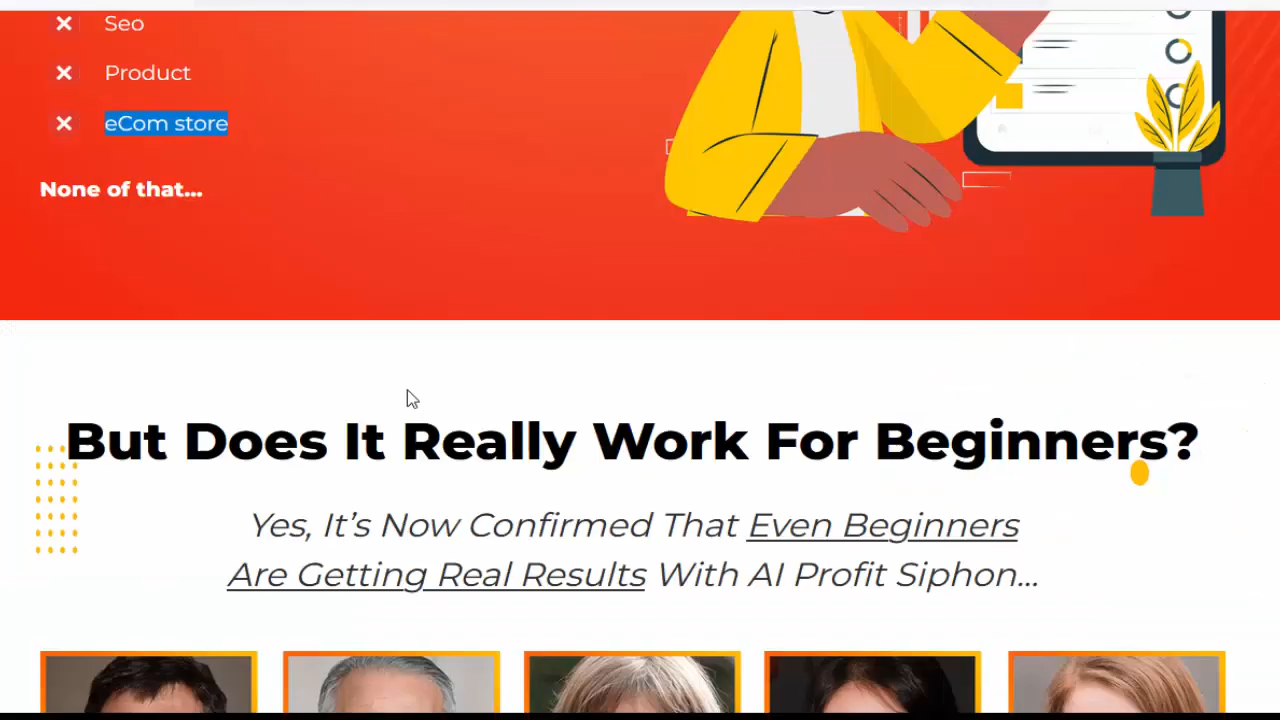 Seo
Product
eCom store
None of that...
But Does It Really Work For Beginners?
Yes, It's Now Confirmed That Even Beginners
Are Getting Real Results With AI Profit Siphon...